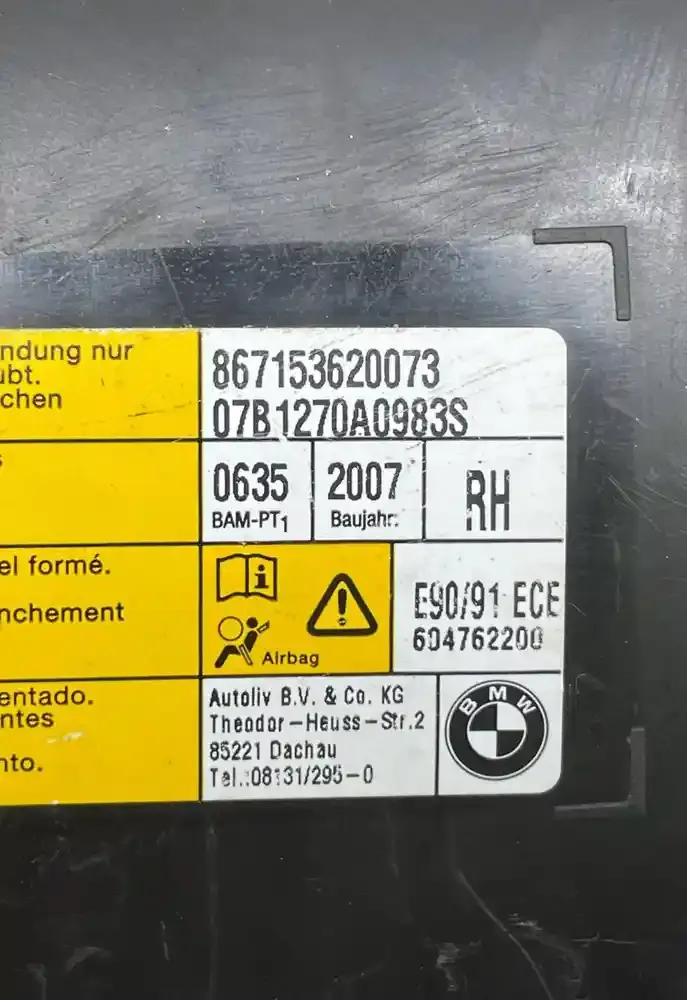 ndung nur
ubt.
chen
867153620073
07B1270A0983S
s
0635
BAM-PT1
2007
Baujahr:
RH
el formé.
nchement
Airbag
E90/91 ECE
604762200
entado.
ntes
nto.
Autoliv B.V. & Co. KG
Theodor-Heuss-Str.2
85221 Dachau
Tel.:08131/295-0
BMW